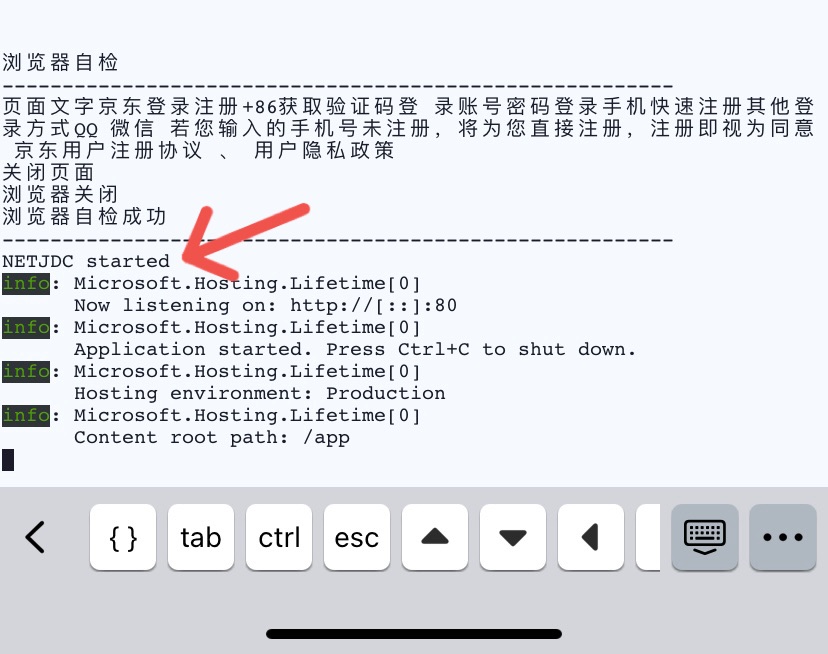 浏览器自检
--------------------------------------------------------
页面文字京东登录注册+86获取验证码登 录账号密码登录手机快速注册其他登
录方式QQ 微信 若您输入的手机号未注册，将为您直接注册，注册即视为同意
京东用户注册协议 、 用户隐私政策
关闭页面
浏览器关闭
浏览器自检成功
--------------------------------------------------------
NETJDC started
info: Microsoft.Hosting.Lifetime[0]
Now listening on: http://[::]:80
info: Microsoft.Hosting.Lifetime[0]
Application started. Press Ctrl+C to shut down.
info: Microsoft.Hosting.Lifetime[0]
Hosting environment: Production
info: Microsoft.Hosting.Lifetime[0]
Content root path: /app
{} tab ctrl esc